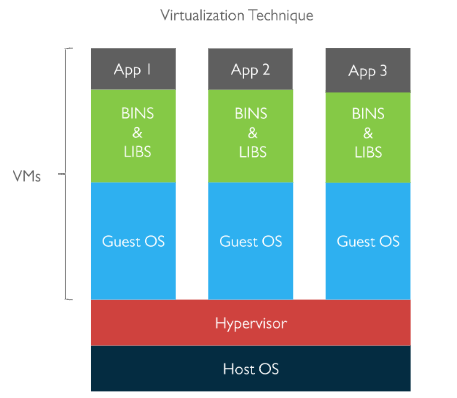 Virtualization Technique
App 1
App 2
App 3
BINS
&
LIBS
BINS
&
LIBS
BINS
&
LIBS
VMs
Guest OS
Guest OS
Guest OS
Hypervisor
Host OS